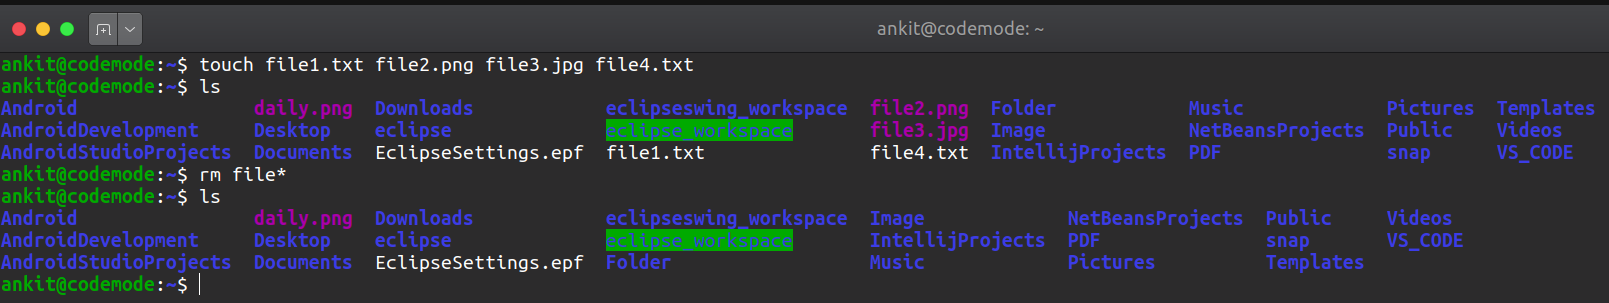 ankit@codemode: ~
ankit@codemode:~$ touch file1.txt file2.png file3.jpg file4.txt
ankit@codemode:~$ ls
Android daily.png Downloads eclipseswing_workspace file2.png Folder Music Pictures Templates
AndroidDevelopment Desktop eclipse eclipse_workspace file3.jpg Image NetBeansProjects Public Videos
AndroidStudioProjects Documents EclipseSettings.epf file1.txt file4.txt IntellijProjects PDF snap VS_CODE
ankit@codemode:~$ rm file*
ankit@codemode:~$ ls
Android daily.png Downloads eclipseswing_workspace Image NetBeansProjects Public Videos
AndroidDevelopment Desktop eclipse eclipse_workspace IntellijProjects PDF snap VS_CODE
AndroidStudioProjects Documents EclipseSettings.epf Folder Music Pictures Templates
ankit@codemode:~$